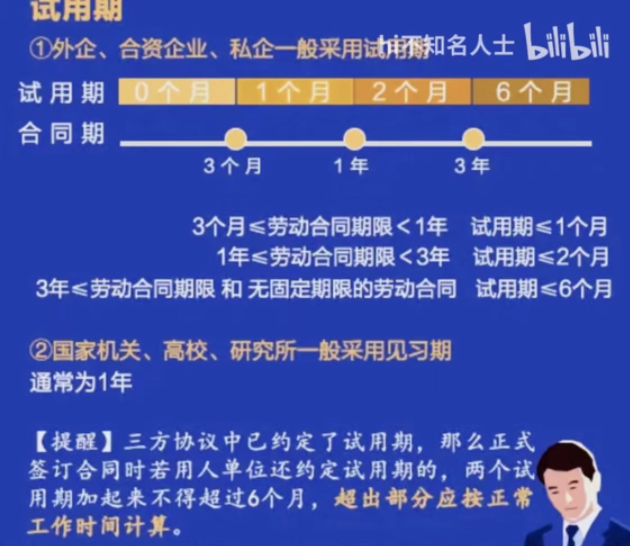 试用期
①外企、合资企业、私企一般采用试用期
hi不知名人士 bilibili
试用期 0个月 1个月 2个月 6个月
合同期
3个月 1年 3年
3个月≤劳动合同期限<1年 试用期≤1个月
1年≤劳动合同期限<3年 试用期≤2个月
3年≤劳动合同期限 和 无固定期限的劳动合同 试用期≤6个月
②国家机关、高校、研究所一般采用见习期
通常为1年
【提醒】三方协议中已约定了试用期，那么正式
签订合同时若用人单位还约定试用期的，两个试
用期加起来不得超过6个月，超出部分应按正常
工作时间计算。